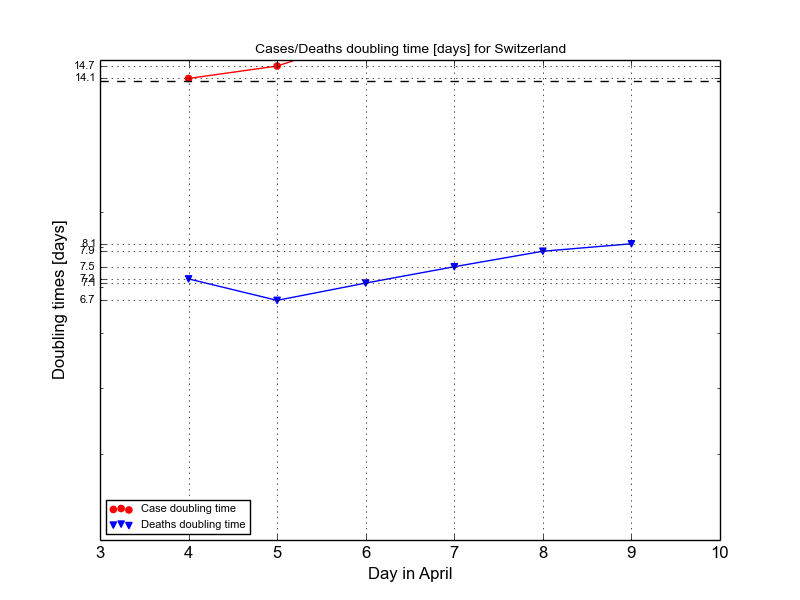 Cases/Deaths doubling time [days] for Switzerland
14.7
14.1
8.1
7.9
7.5
7.2
7.1
6.7
Doubling times [days]
Case doubling time
Deaths doubling time
3 4 5 6 7 8 9 10
Day in April